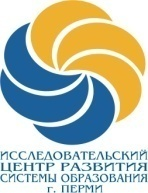 ИССЛЕДОВАТЕЛЬСКИЙ
ЦЕНТР РАЗВИТИЯ
СИСТЕМЫ ОБРАЗОВАНИЯ
г. ПЕРМИ